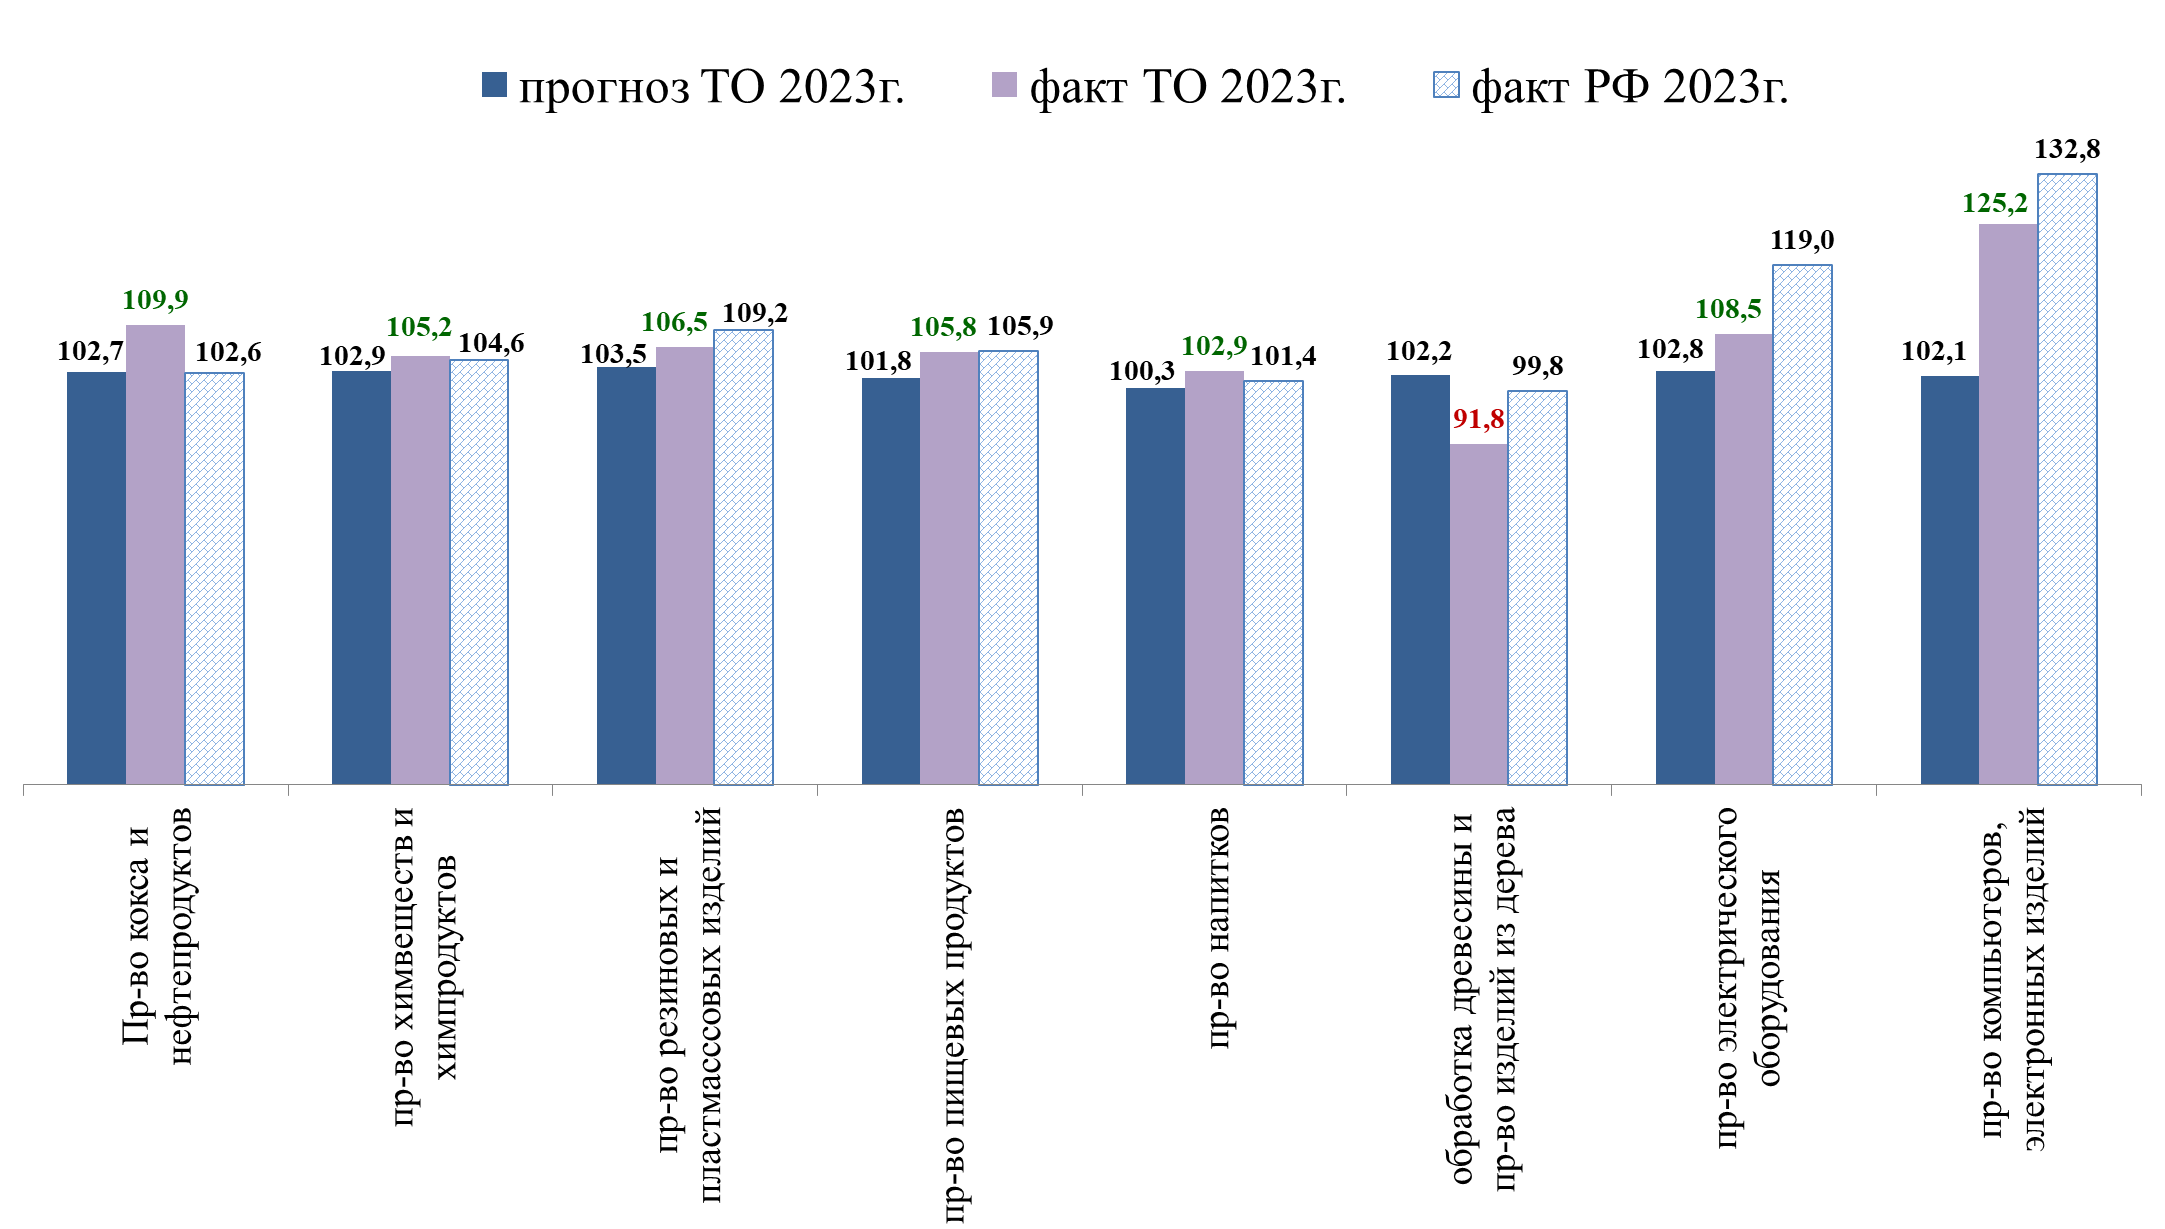 прогноз ТО 2023г.
факт ТО 2023г.
факт РФ 2023г.
102,7
109,9
102,6
102,9
105,2
104,6
103,5
106,5
109,2
101,8
105,8
105,9
100,3
102,9
101,4
102,2
91,8
99,8
102,8
108,5
119,0
102,1
125,2
132,8
Пр-во кокса и
нефтепродуктов
пр-во химвеществ и
химпродуктов
пр-во резиновых и
пластмассовых изделий
пр-во пищевых продуктов
пр-во напитков
обработка древесины и
пр-во изделий из дерева
пр-во электрического
оборудования
пр-во компьютеров,
электронных изделий